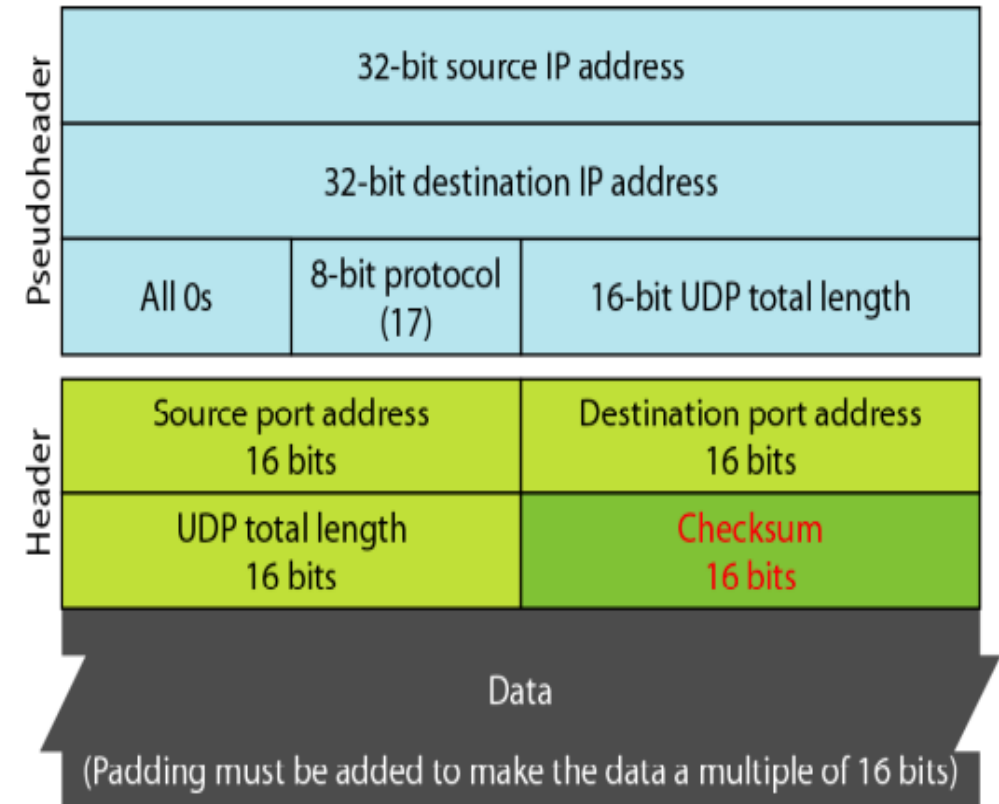 Pseudoheader
32-bit source IP address
32-bit destination IP address
All 0s
8-bit protocol
(17)
16-bit UDP total length
Header
Source port address
16 bits
Destination port address
16 bits
UDP total length
16 bits
Checksum
16 bits
Data
(Padding must be added to make the data a multiple of 16 bits)